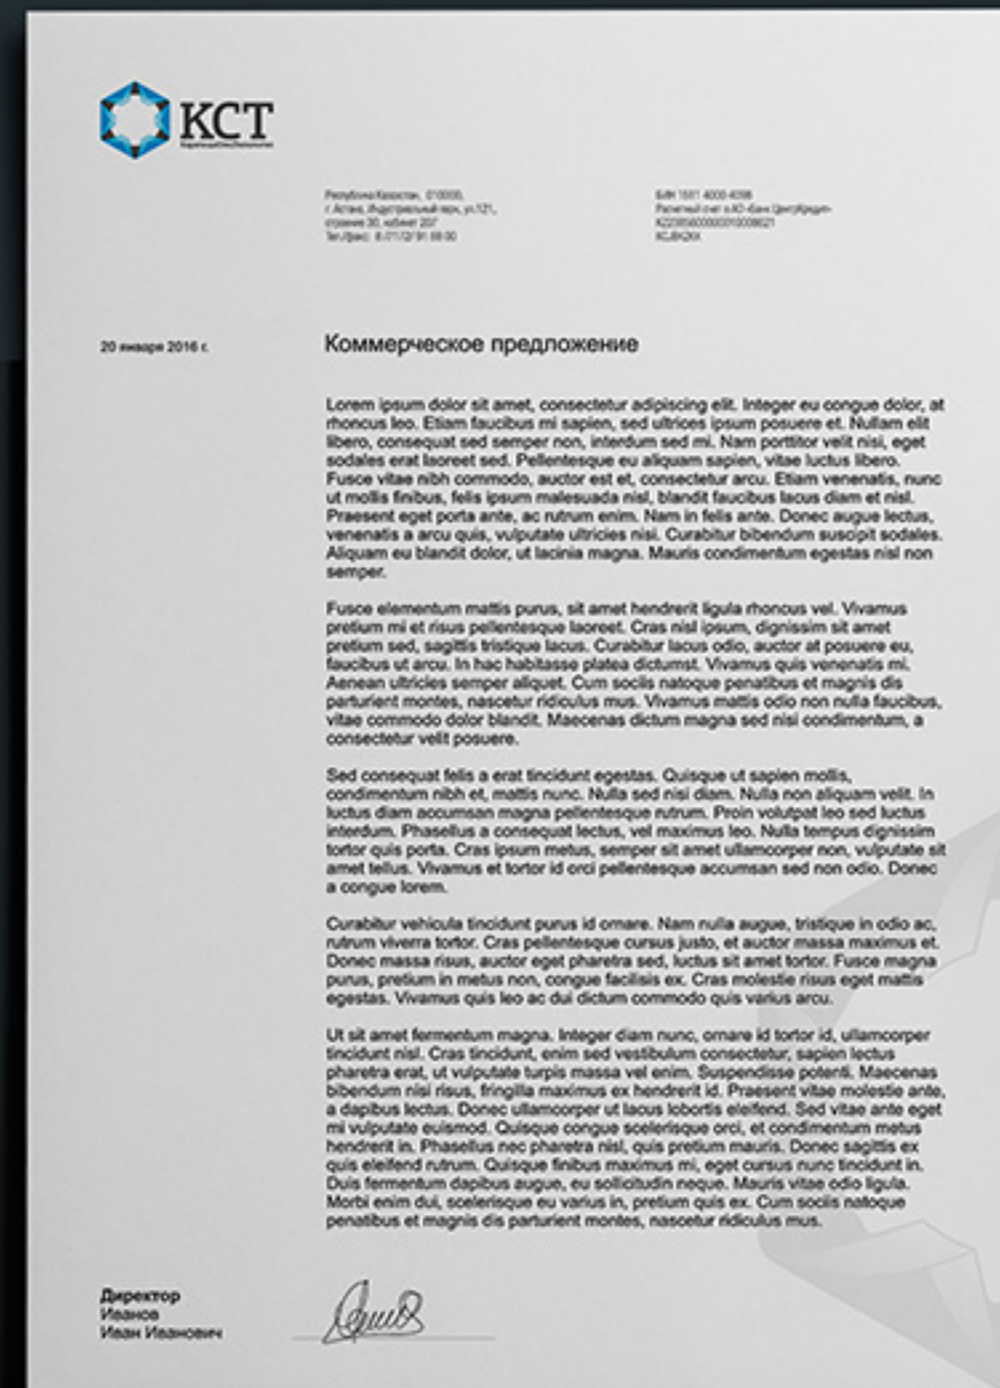 КСТ
Республика Казахстан, 010000,
г. Астана, Индустриальный парк, ул.121,
строение 30, кабинет 207
Тел./факс:
БИН
Расчетный счет в АО «Банк ЦентрКредит»
KCJBKZKX
20 января 2016 г.
Коммерческое предложение
Lorem ipsum dolor sit amet, consectetur adipiscing elit. Integer eu congue dolor, at
rhoncus leo. Etiam faucibus mi sapien, sed ultrices ipsum posuere et. Nullam elit
libero, consequat sed semper non, interdum sed mi. Nam porttitor velit nisi, eget
sodales erat laoreet sed. Pellentesque eu aliquam sapien, vitae luctus libero.
Fusce vitae nibh commodo, auctor est et, consectetur arcu. Etiam venenatis, nunc
ut mollis finibus, felis ipsum malesuada nisl, blandit faucibus lacus diam et nisl.
Praesent eget porta ante, ac rutrum enim. Nam in felis ante. Donec augue lectus,
venenatis a arcu quis, vulputate ultricies nisi. Curabitur bibendum suscipit sodales.
Aliquam eu blandit dolor, ut lacinia magna. Mauris condimentum egestas nisl non
semper.
Fusce elementum mattis purus, sit amet hendrerit ligula rhoncus vel. Vivamus
pretium mi et risus pellentesque laoreet. Cras nisl ipsum, dignissim sit amet
pretium sed, sagittis tristique lacus. Curabitur lacus odio, auctor at posuere eu,
faucibus ut arcu. In hac habitasse platea dictumst. Vivamus quis venenatis mi.
Aenean ultricies semper aliquet. Cum sociis natoque penatibus et magnis dis
parturient montes, nascetur ridiculus mus. Vivamus mattis odio non nulla faucibus,
vitae commodo dolor blandit. Maecenas dictum magna sed nisi condimentum, a
consectetur velit posuere.
Sed consequat felis a erat tincidunt egestas. Quisque ut sapien mollis,
condimentum nibh et, mattis nunc. Nulla sed nisi diam. Nulla non aliquam velit. In
luctus diam accumsan magna pellentesque rutrum. Proin volutpat leo sed luctus
interdum. Phasellus a consequat lectus, vel maximus leo. Nulla tempus dignissim
tortor quis porta. Cras ipsum metus, semper sit amet ullamcorper non, vulputate sit
amet tellus. Vivamus et tortor id orci pellentesque accumsan sed non odio. Donec
a congue lorem.
Curabitur vehicula tincidunt purus id ornare. Nam nulla augue, tristique in odio ac,
rutrum viverra tortor. Cras pellentesque cursus justo, et auctor massa maximus et.
Donec massa risus, auctor eget pharetra sed, luctus sit amet tortor. Fusce magna
purus, pretium in metus non, congue facilisis ex. Cras molestie risus eget mattis
egestas. Vivamus quis leo ac dui dictum commodo quis varius arcu.
Ut sit amet fermentum magna. Integer diam nunc, ornare id tortor id, ullamcorper
tincidunt nisl. Cras tincidunt, enim sed vestibulum consectetur, sapien lectus
pharetra erat, ut vulputate turpis massa vel enim. Suspendisse potenti. Maecenas
bibendum nisi risus, fringilla maximus ex hendrerit id. Praesent vitae molestie ante,
a dapibus lectus. Donec ullamcorper ut lacus lobortis eleifend. Sed vitae ante eget
mi vulputate euismod. Quisque congue scelerisque orci, et condimentum metus
hendrerit in. Phasellus nec pharetra nisl, quis pretium mauris. Donec sagittis ex
quis eleifend rutrum. Quisque finibus maximus mi, eget cursus nunc tincidunt in.
Duis fermentum dapibus augue, eu sollicitudin neque. Mauris vitae odio ligula.
Morbi enim dui, scelerisque eu varius in, pretium quis ex. Cum sociis natoque
penatibus et magnis dis parturient montes, nascetur ridiculus mus.
Директор
Иванов
Иван Иванович